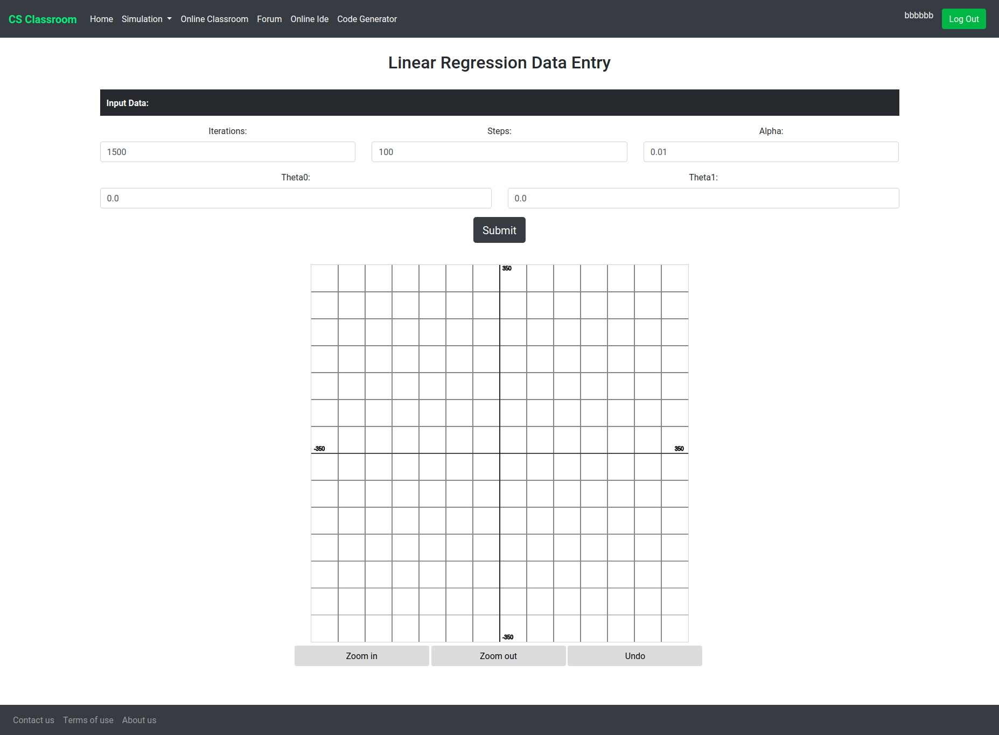 CS Classroom Home Simulation Online Classroom Forum Online Ide Code Generator bbbbbb Log Out
Linear Regression Data Entry
Input Data:
Iterations: Steps: Alpha:
1500 100 0.01
Theta0: Theta1:
0.0 0.0
Submit
350
-350 350
-350
Zoom in Zoom out Undo
Contact us Terms of use About us